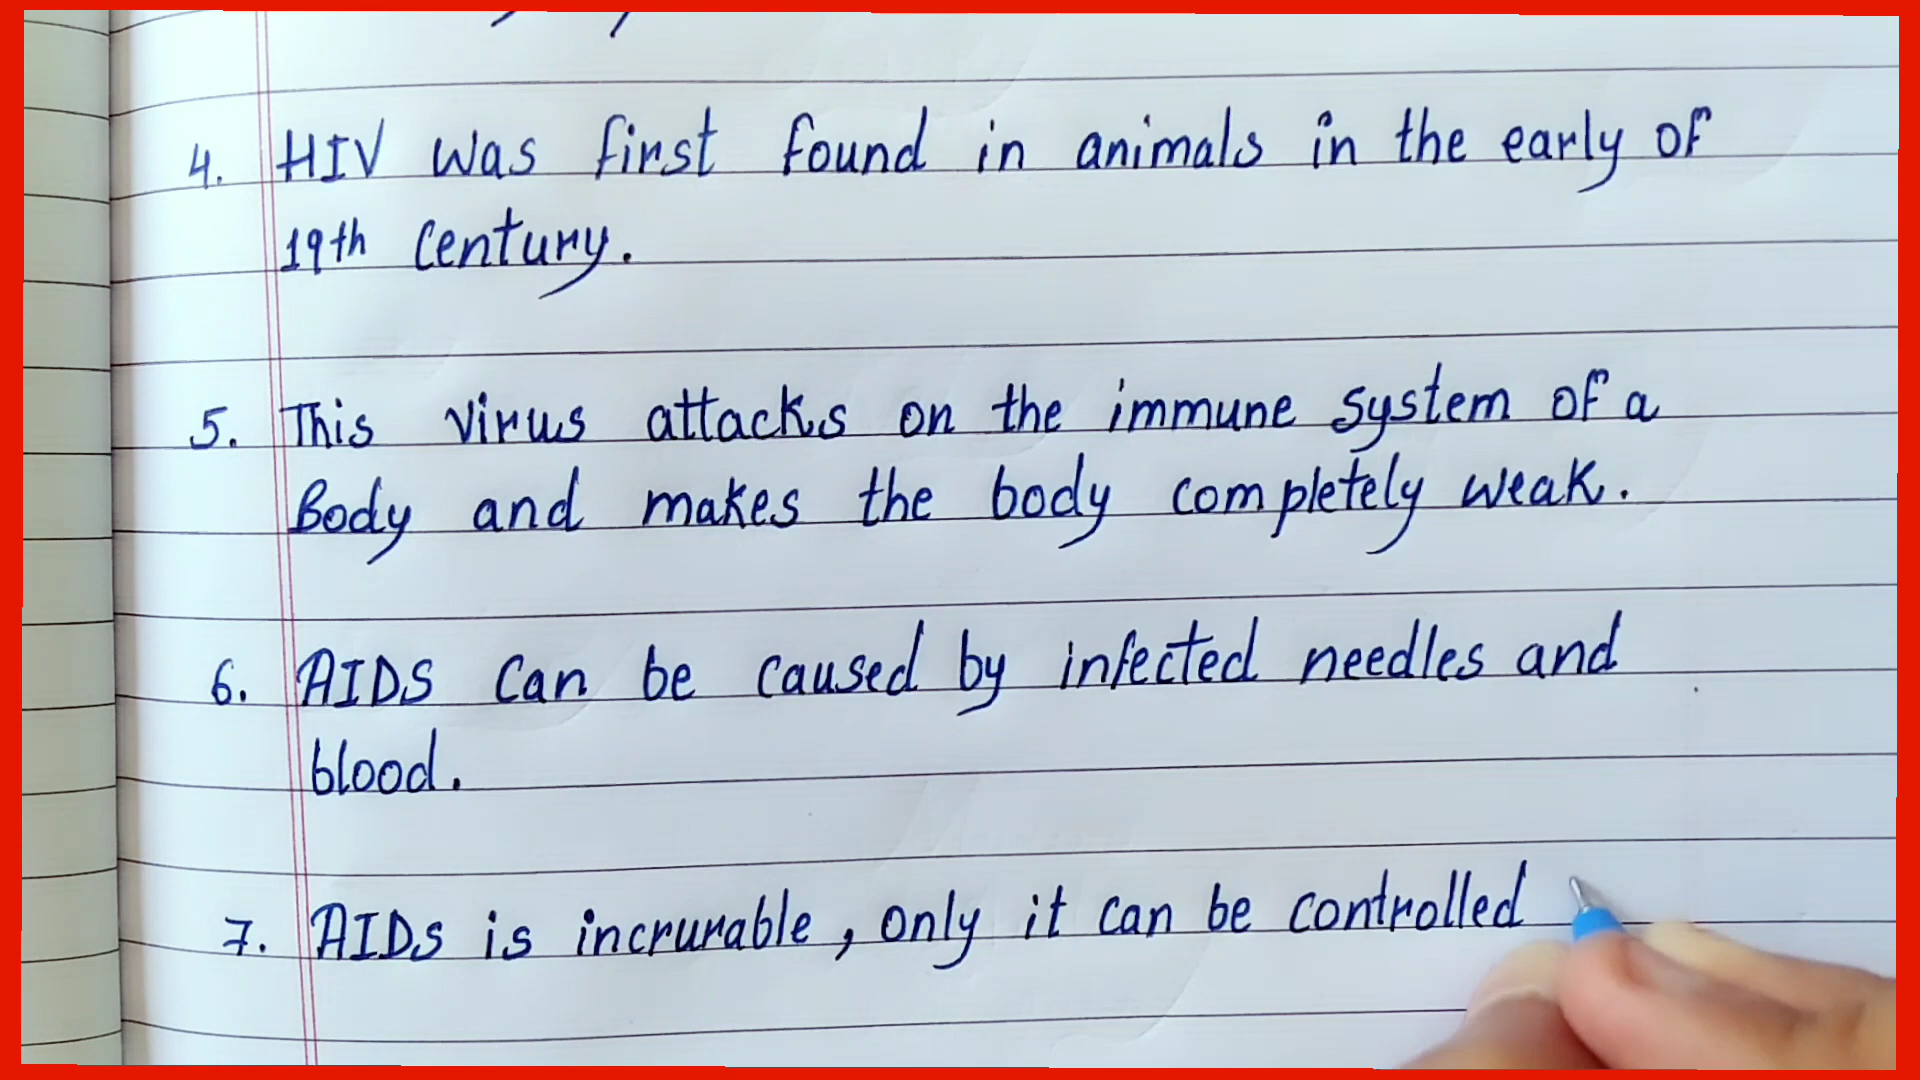 4. HIV was first found in animals in the early of
19th century.
5. This virus attacks on the immune system of a
Body and makes the body completely weak.
6. AIDS can be caused by infected needles and
blood.
7. AIDS is incrurable, only it can be controlled